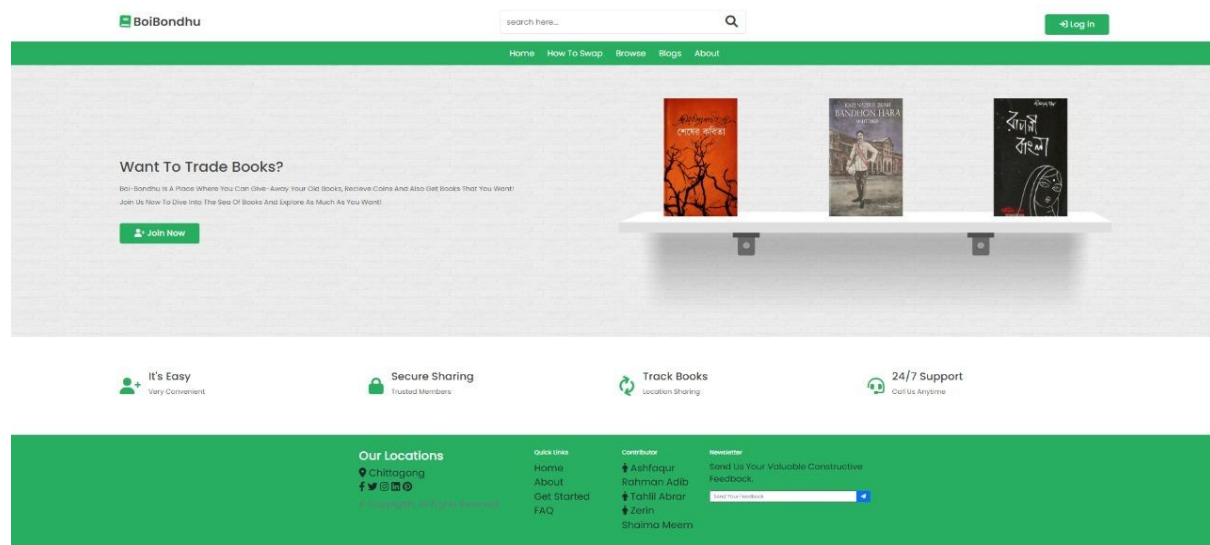 BoiBondhu
search here...
Log In
Home How To Swap Browse Blogs About
শেষের কবিতা
BANDHON HARA
রূপসী
বাংলা
Want To Trade Books?
Boi-Bondhu Is A Place Where You Can Give-Away Your Old Books, Recieve Coins And Also Get Books That You Want!
Join Us Now To Dive Into The Sea Of Books And Explore As Much As You Want!
Join Now
It's Easy
Very Convenient
Secure Sharing
Trusted Members
Track Books
Location Sharing
24/7 Support
Call Us Anytime
Our Locations
Chittagong
Quick Links
Home
About
Get Started
FAQ
Contributor
Ashfaqur
Rahman Adib
Tahlil Abrar
Zerin
Shaima Meem
Newsletter
Send Us Your Valuable Constructive
Feedback.
Send Your Feedback